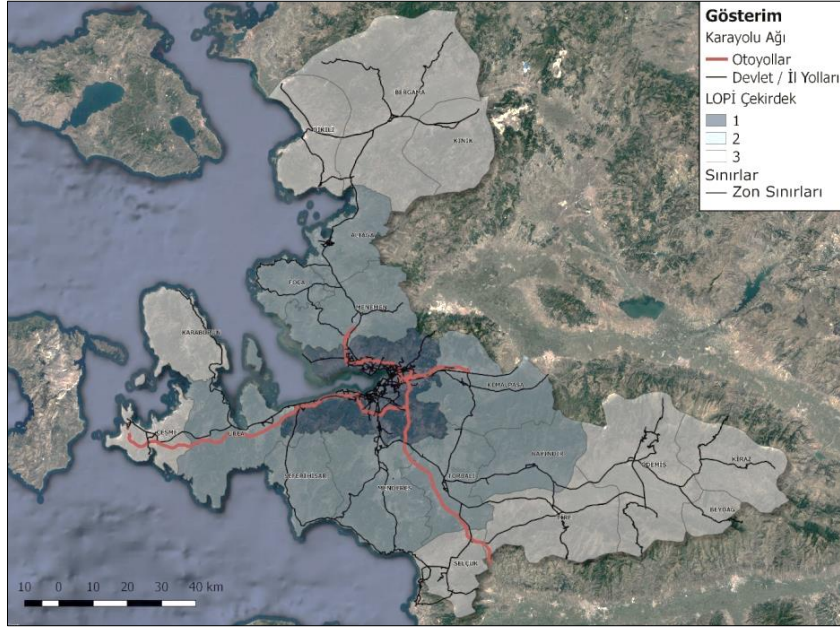 Gösterim
Karayolu Ağı
Otoyollar
Devlet / İl Yolları
LOPİ Çekirdek
1
2
3
Sınırlar
Zon Sınırları
BERGAMA
DİKİLİ
KINIK
ALİAĞA
FOÇA
MENEMEN
KARABURUN
KEMALPAŞA
ÇEŞME
SEFERİHİSAR
MENDERES
TORBALI
BAYINDIR
ÖDEMİŞ
KİRAZ
BEYDAĞ
TİRE
SELÇUK
10 0 10 20 30 40 km